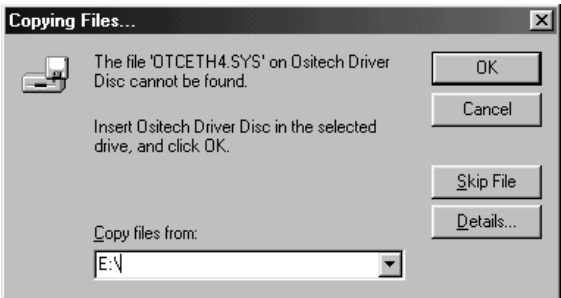 Copying Files...
The file 'OTCETH4.SYS' on Ositech Driver
Disc cannot be found.
Insert Ositech Driver Disc in the selected
drive, and click OK.
Copy files from:
E:\
OK
Cancel
Skip File
Details...